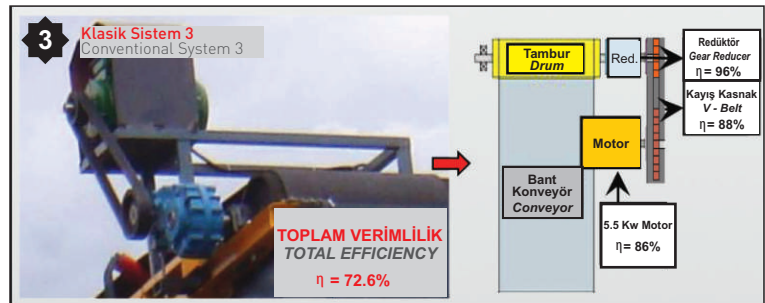 3
Klasik Sistem 3
Conventional System 3
TOPLAM VERİMLİLİK
TOTAL EFFICIENCY
η = 72.6%
Tambur
Drum
Red.
Redüktör
Gear Reducer
η = 96%
Kayış Kasnak
V - Belt
η = 88%
Motor
Bant
Konveyör
Conveyor
5.5 Kw Motor
η = 86%